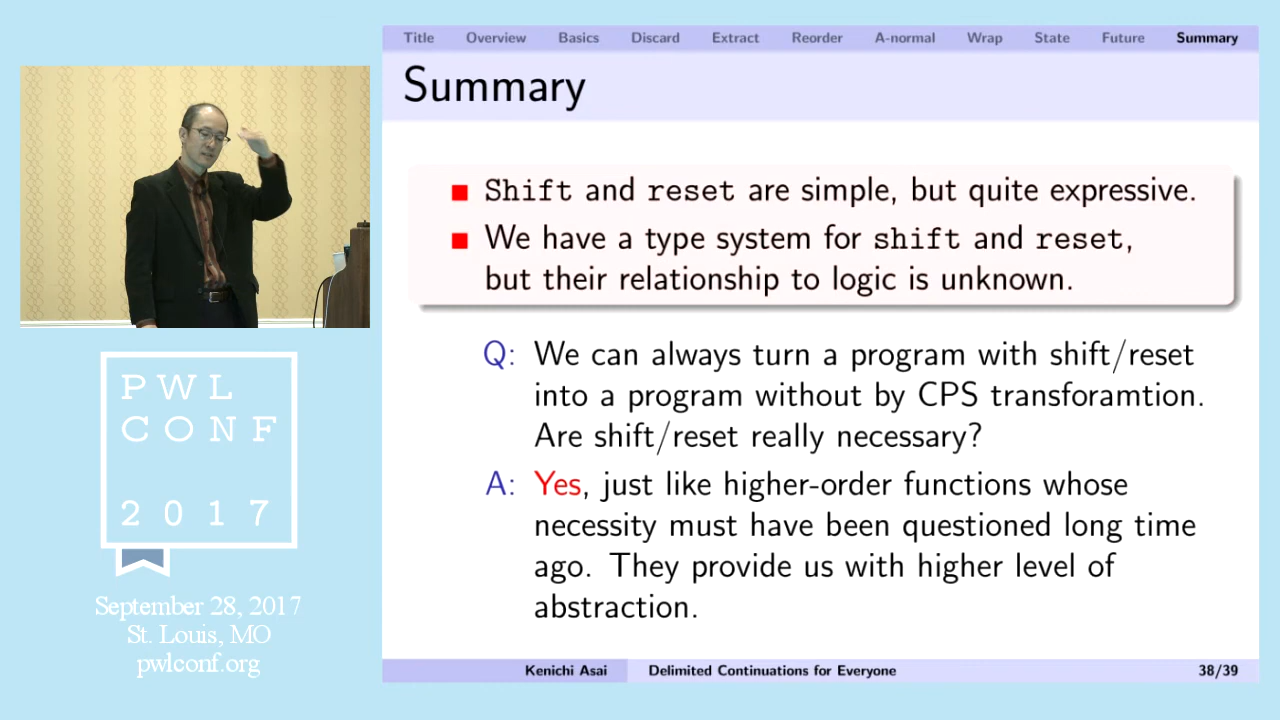 Title Overview Basics Discard Extract Reorder A-normal Wrap State Future Summary
Summary
Shift and reset are simple, but quite expressive.
We have a type system for shift and reset,
but their relationship to logic is unknown.
Q: We can always turn a program with shift/reset
into a program without by CPS transforamtion.
Are shift/reset really necessary?
A: Yes, just like higher-order functions whose
necessity must have been questioned long time
ago. They provide us with higher level of
abstraction.
Kenichi Asai Delimited Continuations for Everyone 38/39
PWL
CONF
2017
September 28, 2017
St. Louis, MO
pwlconf.org